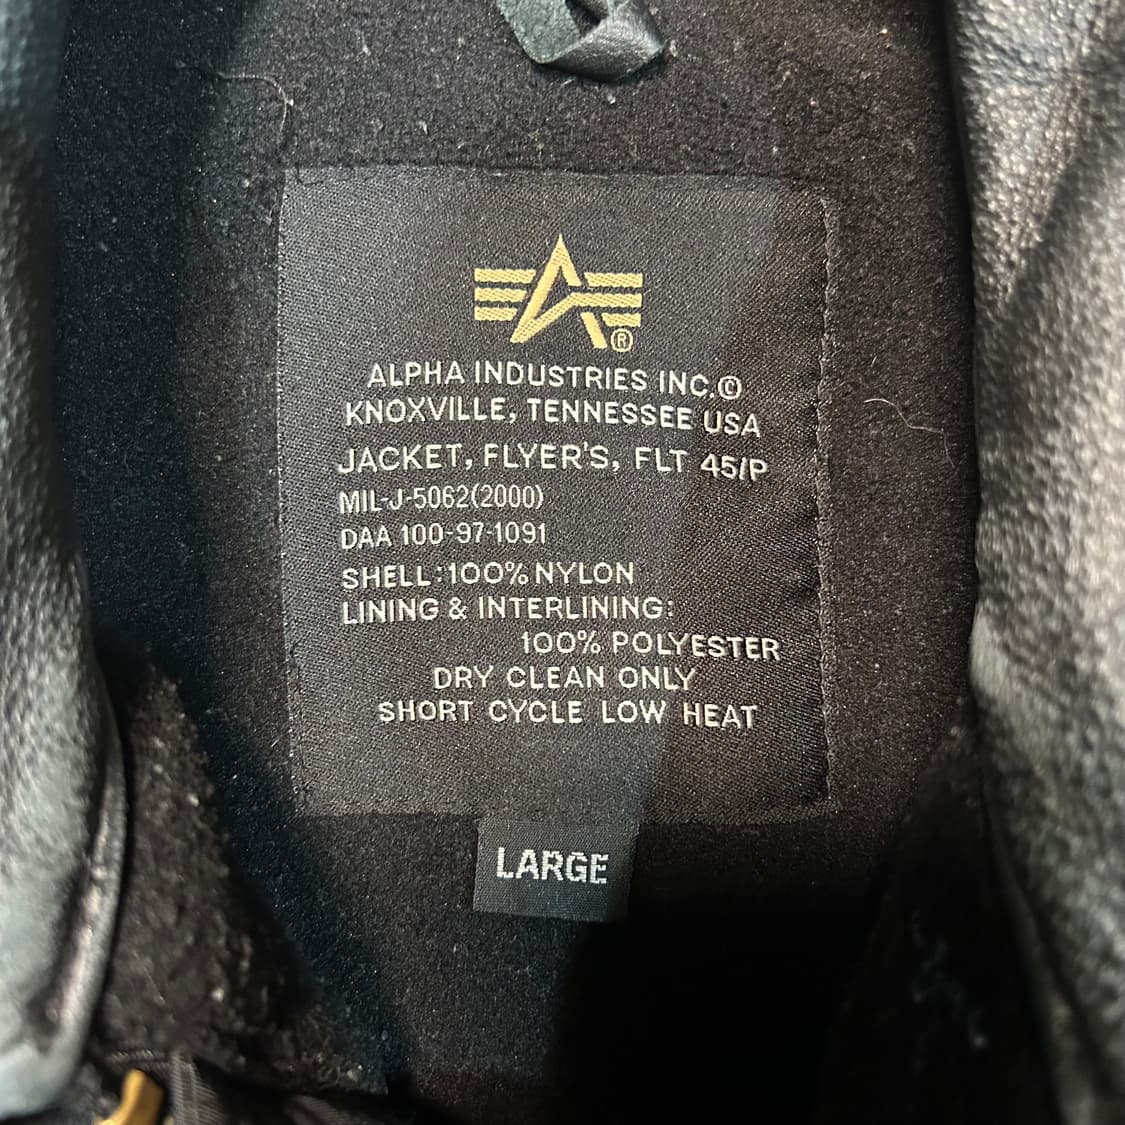 ALPHA INDUSTRIES INC.©
KNOXVILLE, TENNESSEE USA
JACKET, FLYER'S, FLT 45/P
MIL-J-5062(2000)
DAA 100-97-1091
SHELL:100% NYLON
LINING & INTERLINING:
100% POLYESTER
DRY CLEAN ONLY
SHORT CYCLE LOW HEAT
LARGE